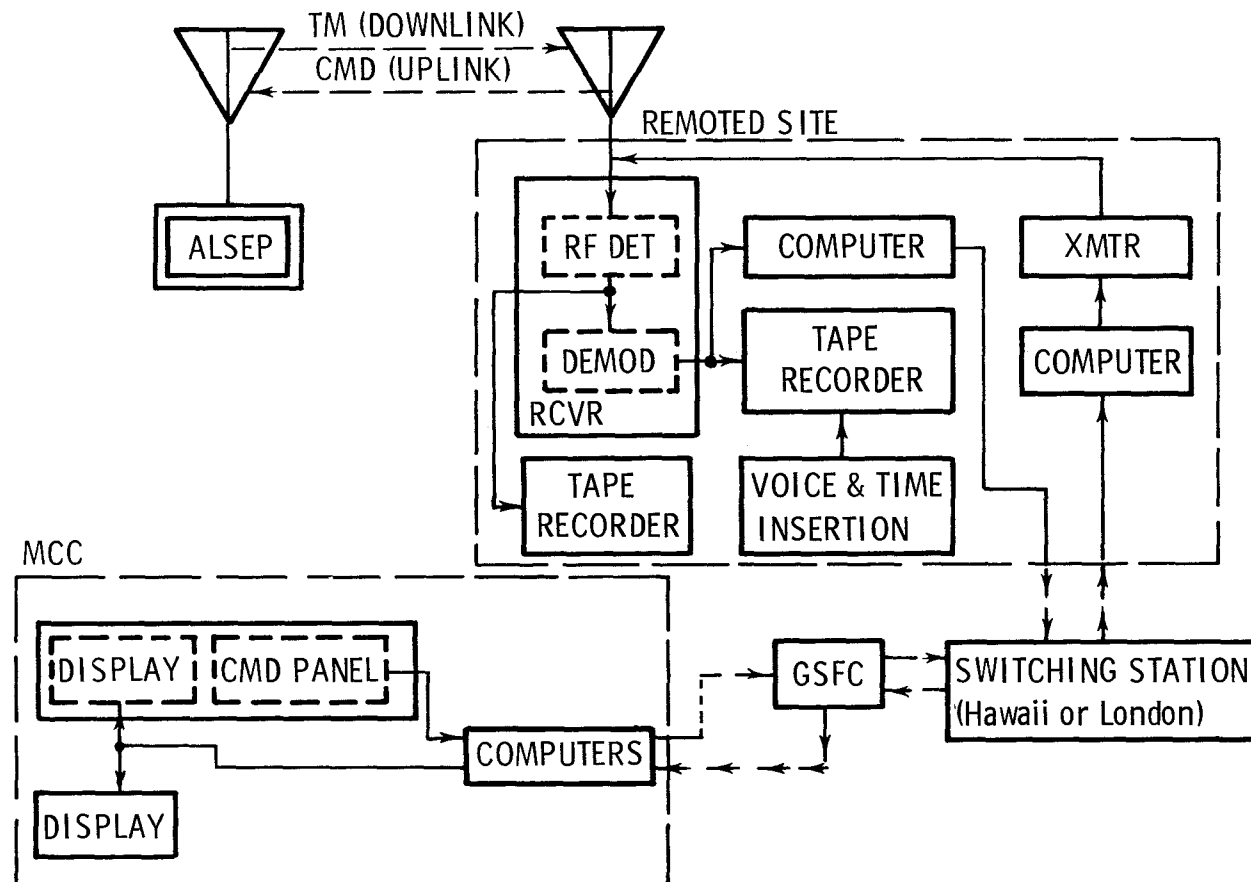 TM (DOWNLINK)
CMD (UPLINK)
REMOTED SITE
ALSEP
RF DET
COMPUTER
XMTR
DEMOD
TAPE
RECORDER
COMPUTER
RCVR
TAPE
RECORDER
VOICE & TIME
INSERTION
MCC
DISPLAY
CMD PANEL
GSFC
SWITCHING STATION
(Hawaii or London)
COMPUTERS
DISPLAY